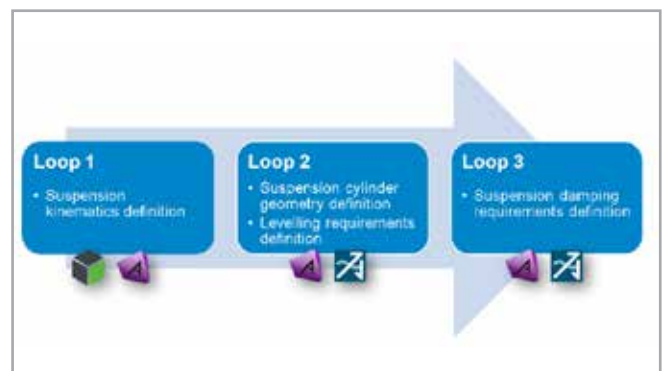 Loop 1
• Suspension
kinematics definition
Loop 2
• Suspension cylinder
geometry definition
• Levelling requirements
definition
Loop 3
• Suspension damping
requirements definition